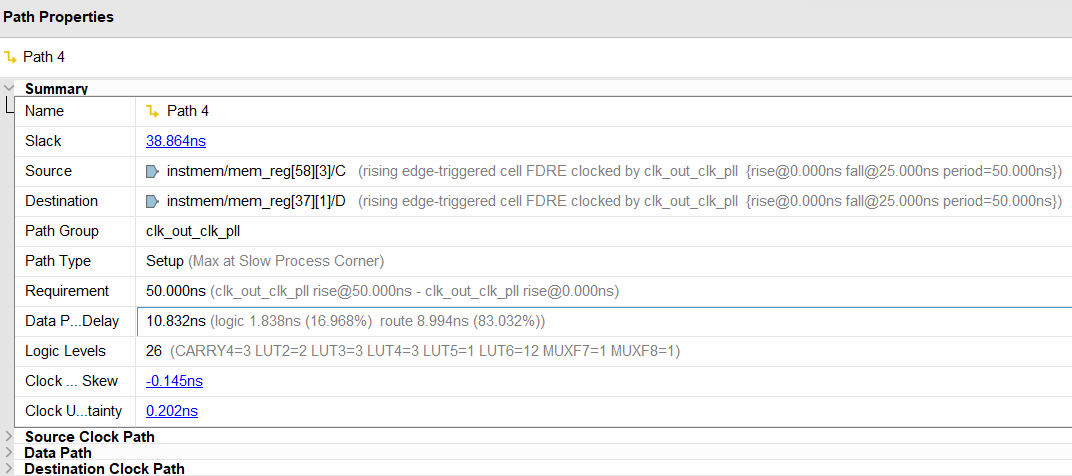 Path Properties
Path 4
Summary
Name Path 4
Slack 38.864ns
Source instmem/mem_reg[58][3]/C (rising edge-triggered cell FDRE clocked by clk_out_clk_pll {rise@0.000ns fall@25.000ns period=50.000ns})
Destination instmem/mem_reg[37][1]/D (rising edge-triggered cell FDRE clocked by clk_out_clk_pll {rise@0.000ns fall@25.000ns period=50.000ns})
Path Group clk_out_clk_pll
Path Type Setup (Max at Slow Process Corner)
Requirement 50.000ns (clk_out_clk_pll rise@50.000ns - clk_out_clk_pll rise@0.000ns)
Data P...Delay 10.832ns (logic 1.838ns (16.968%) route 8.994ns (83.032%))
Logic Levels 26 (CARRY4=3 LUT2=2 LUT3=3 LUT4=3 LUT5=1 LUT6=12 MUXF7=1 MUXF8=1)
Clock ... Skew -0.145ns
Clock U...tainty 0.202ns
Source Clock Path
Data Path
Destination Clock Path